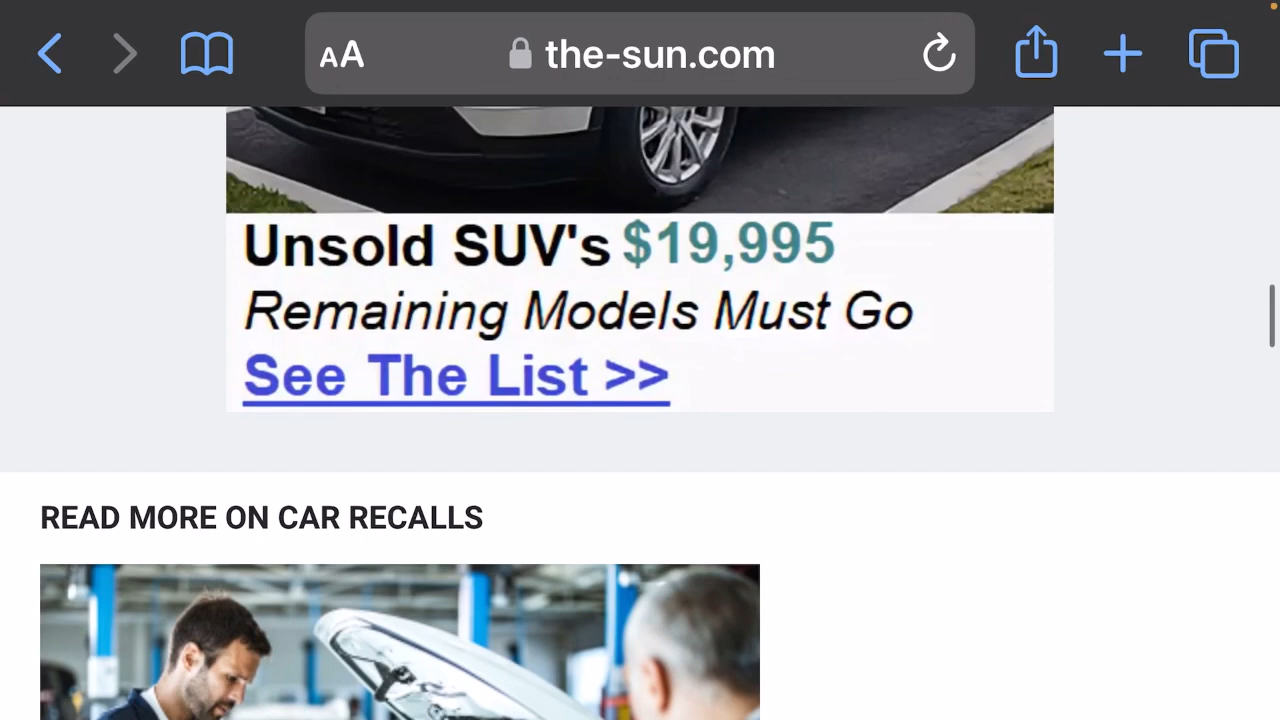 AA the-sun.com
Unsold SUV's $19,995
Remaining Models Must Go
See The List >>
READ MORE ON CAR RECALLS